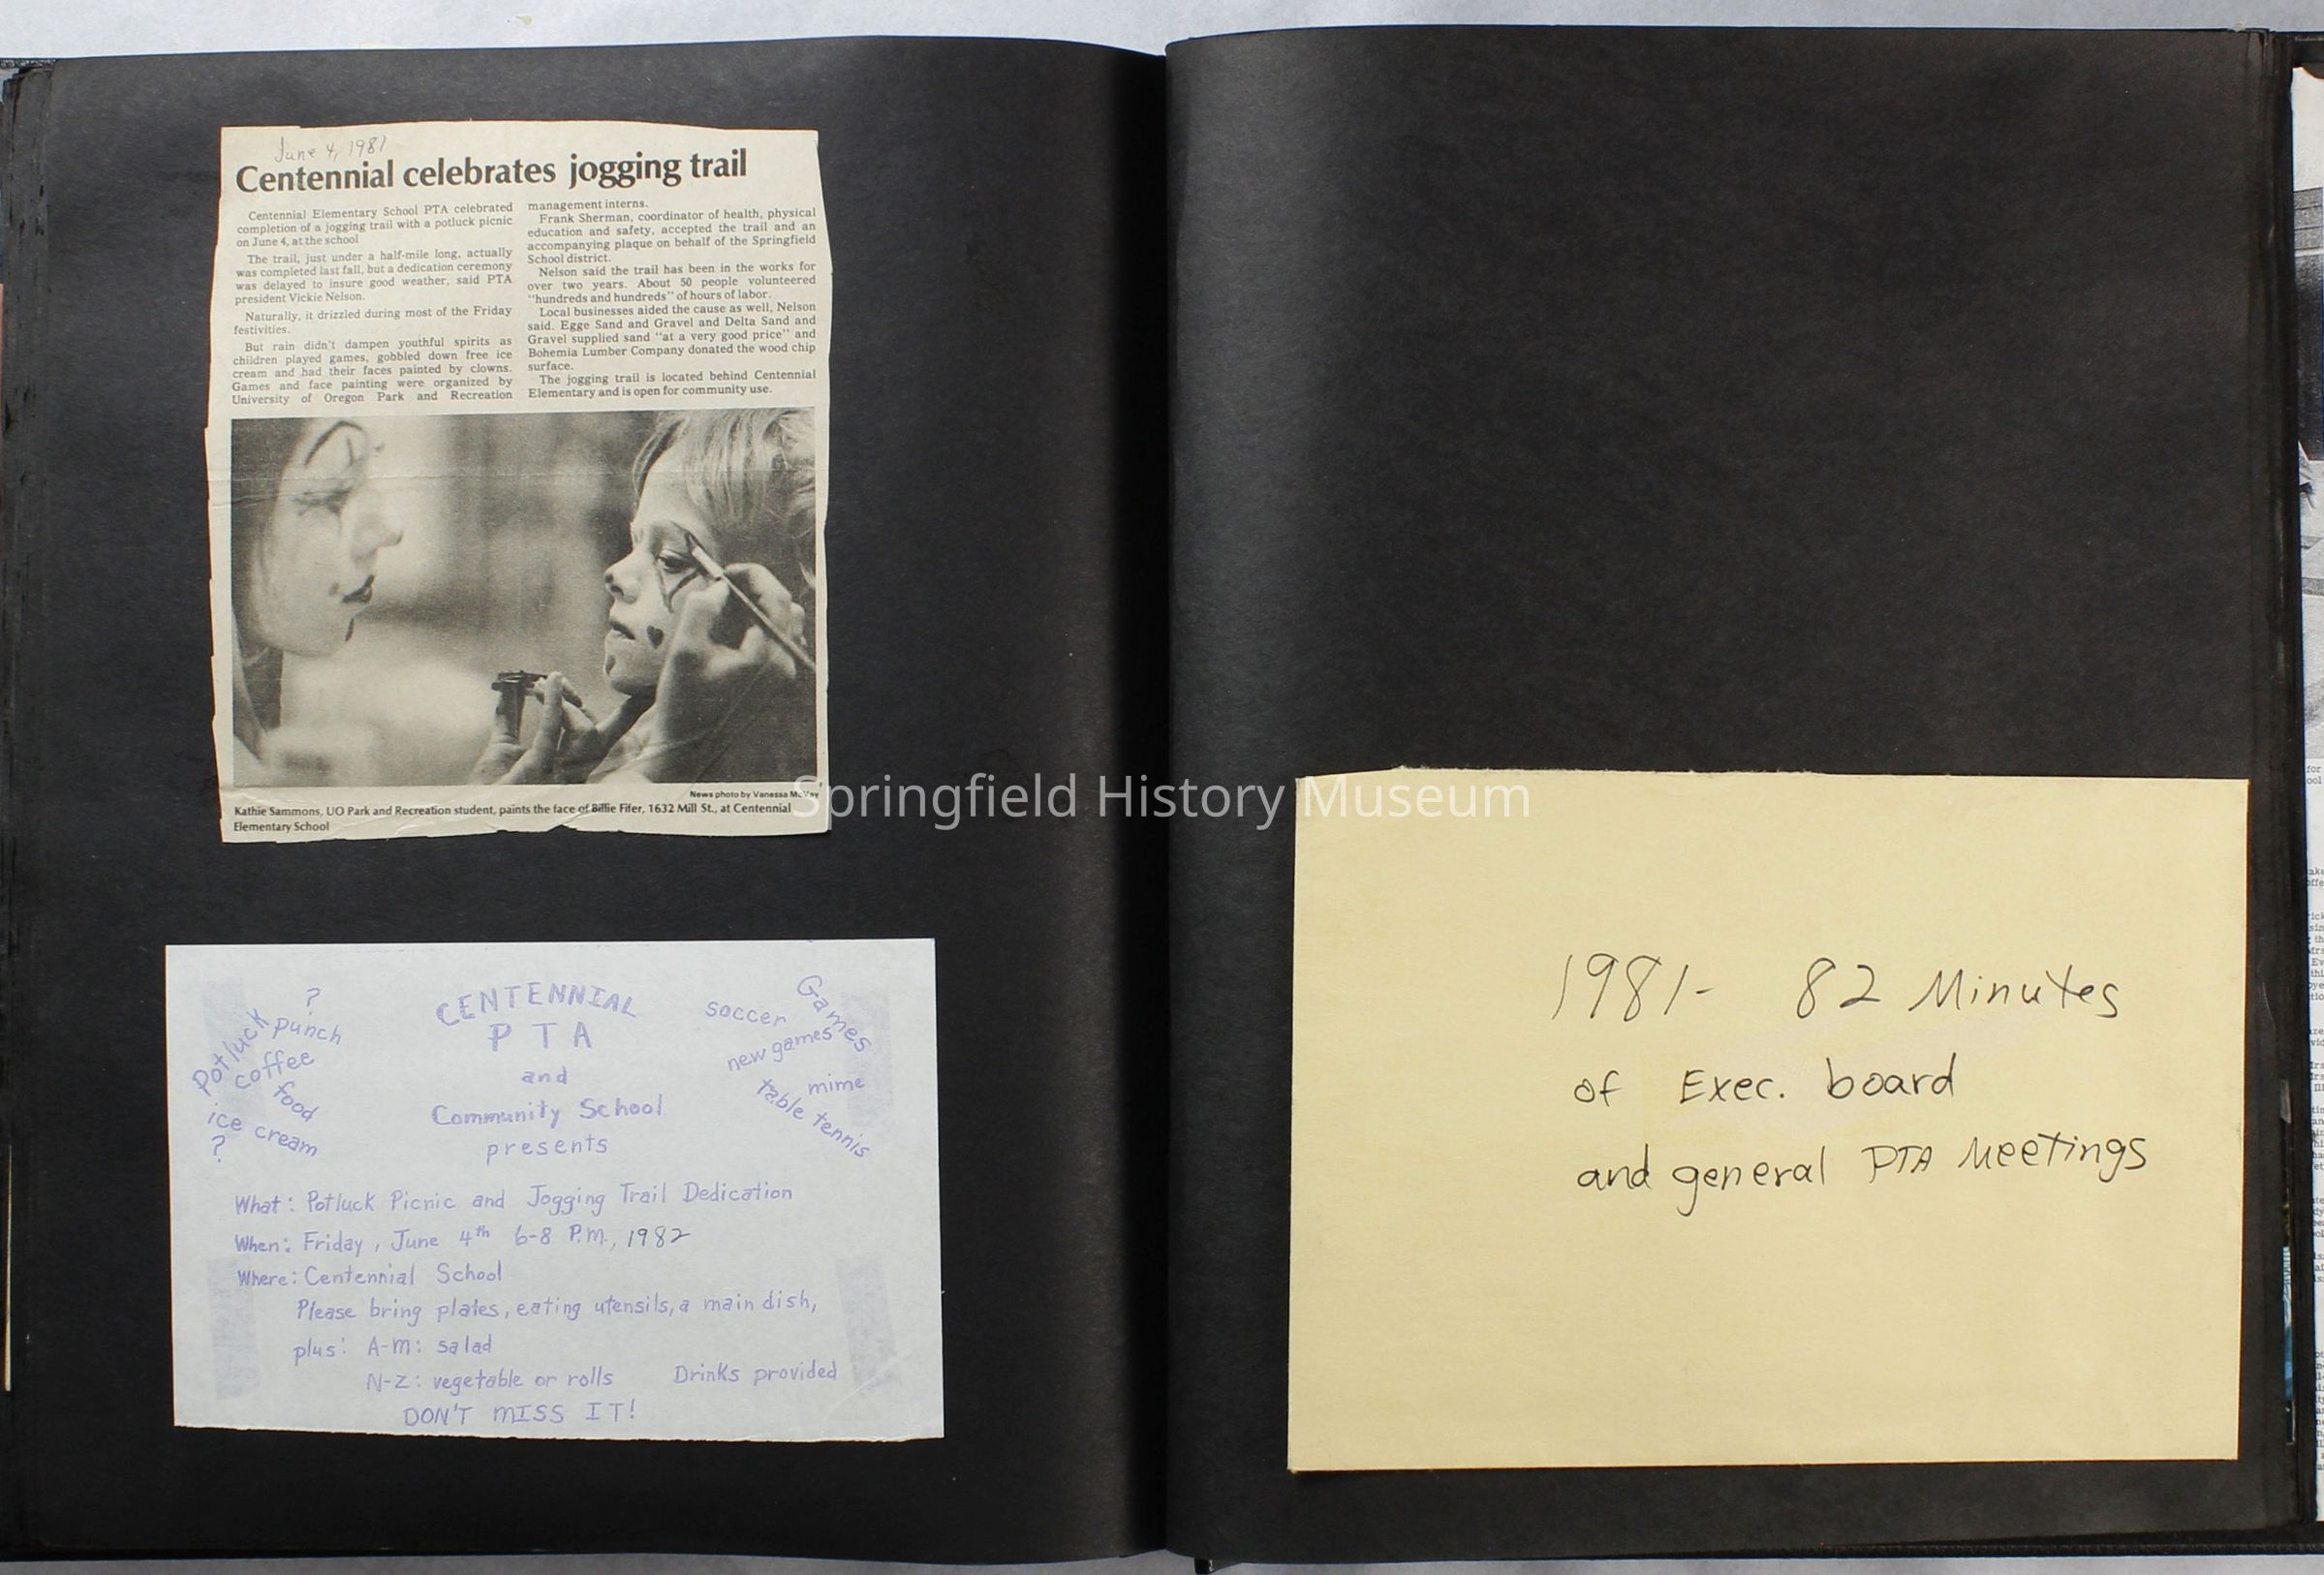 June 4, 1981
Centennial celebrates jogging trail
Centennial Elementary School PTA celebrated
completion of a jogging trail with a potluck picnic
on June 4, at the school
The trail, just under a half-mile long, actually
was completed last fall, but a dedication ceremony
was delayed to insure good weather, said PTA
president Vickie Nelson.
Naturally, it drizzled during most of the Friday
festivities.
But rain didn't dampen youthful spirits as
children played games, gobbled down free ice
cream and had their faces painted by clowns.
Games and face painting were organized by
University of Oregon Park and Recreation
management interns.
Frank Sherman, coordinator of health, physical
education and safety, accepted the trail and an
accompanying plaque on behalf of the Springfield
School district.
Nelson said the trail has been in the works for
over two years. About 50 people volunteered
"hundreds and hundreds" of hours of labor.
Local businesses aided the cause as well, Nelson
said. Egge Sand and Gravel and Delta Sand and
Gravel supplied sand "at a very good price" and
Bohemia Lumber Company donated the wood chip
surface.
The jogging trail is located behind Centennial
Elementary and is open for community use.
News photo by Vanessa McVay
Kathie Sammons, UO Park and Recreation student, paints the face of Billie Fifer, 1632 Mill St., at Centennial
Elementary School
Springfield History Museum
?
Potluck
punch
coffee
food
ice cream
?
CENTENNIAL
PTA
and
Community School
presents
Games
soccer
new games
mime
table tennis
What: Potluck Picnic and Jogging Trail Dedication
When: Friday, June 4th 6-8 P.M., 1982
Where: Centennial School
Please bring plates, eating utensils, a main dish,
plus: A-M: salad
N-Z: vegetable or rolls Drinks provided
DON'T MISS IT!
1981- 82 Minutes
of Exec. board
and general PTA Meetings